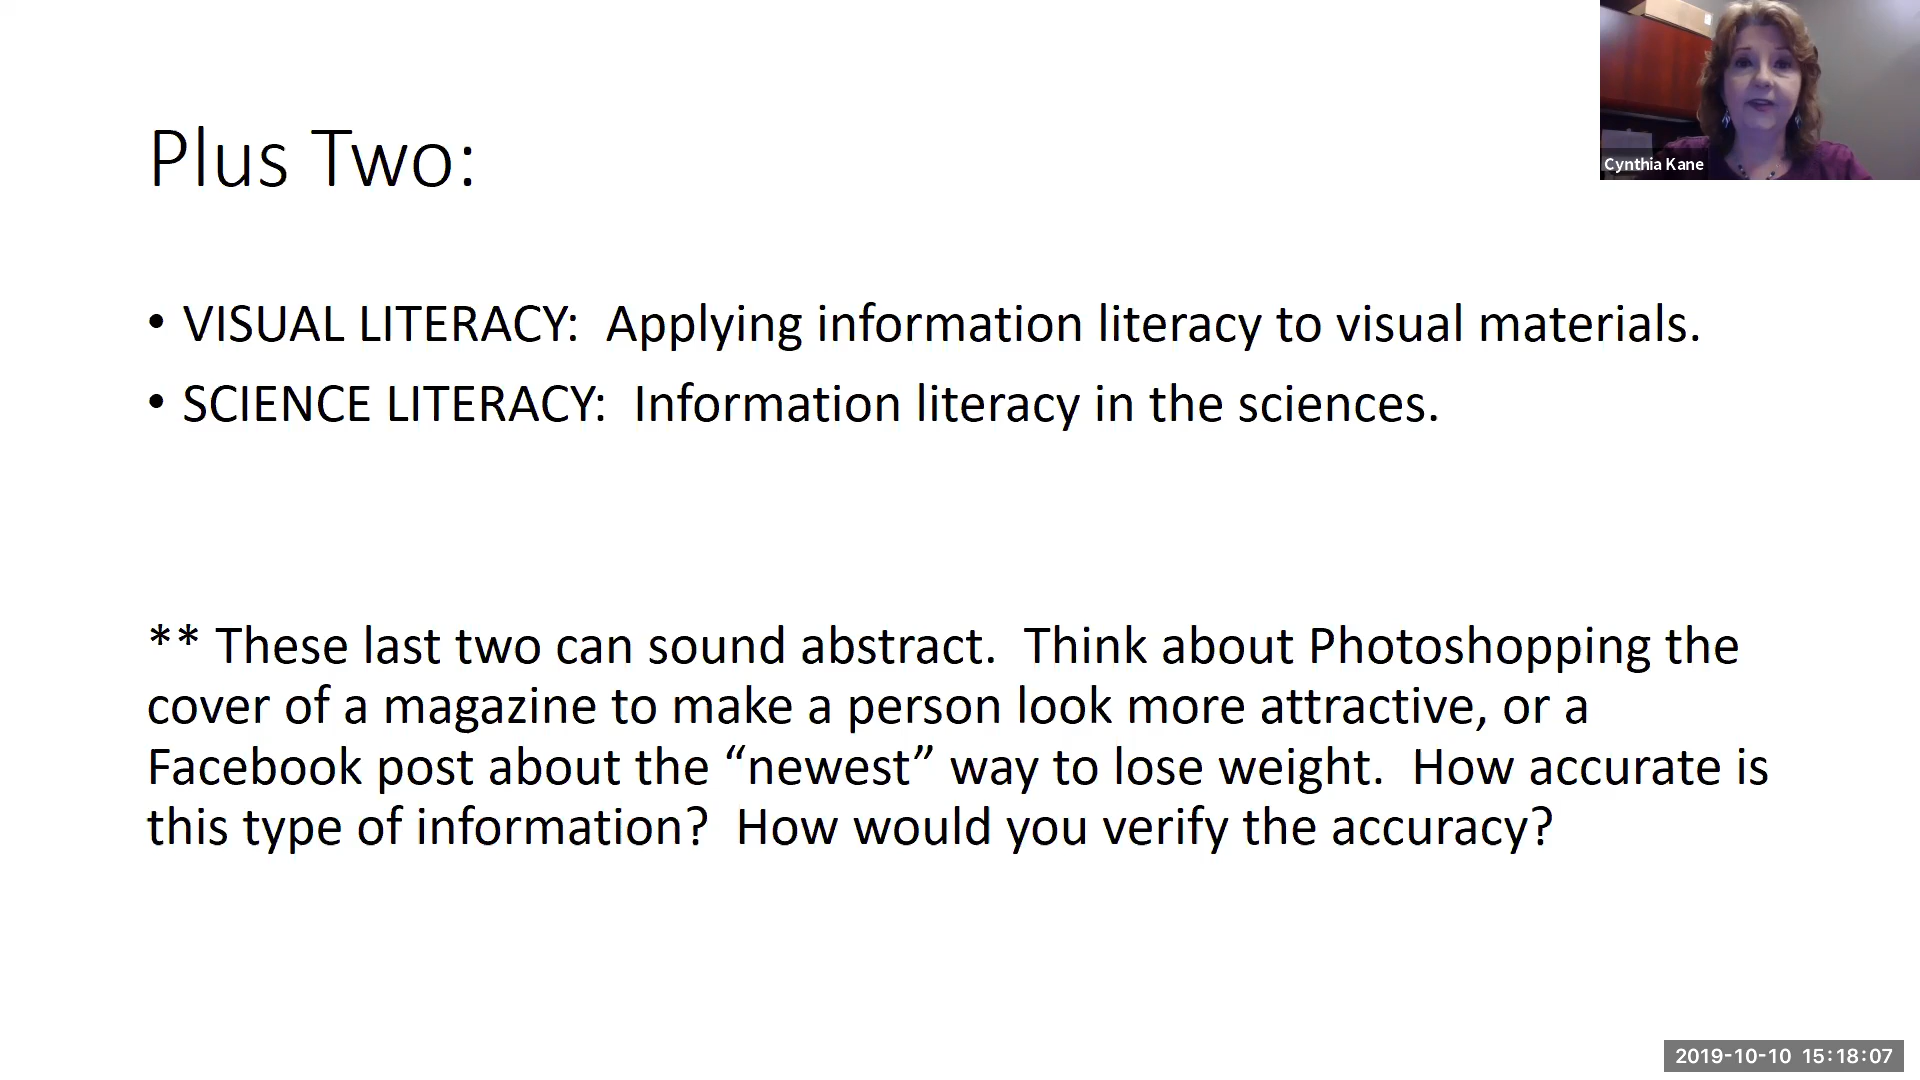 Plus Two:
Cynthia Kane
• VISUAL LITERACY:  Applying information literacy to visual materials.
• SCIENCE LITERACY:  Information literacy in the sciences.
** These last two can sound abstract.  Think about Photoshopping the
cover of a magazine to make a person look more attractive, or a
Facebook post about the “newest” way to lose weight.  How accurate is
this type of information?  How would you verify the accuracy?
2019-10-10  15:18:07